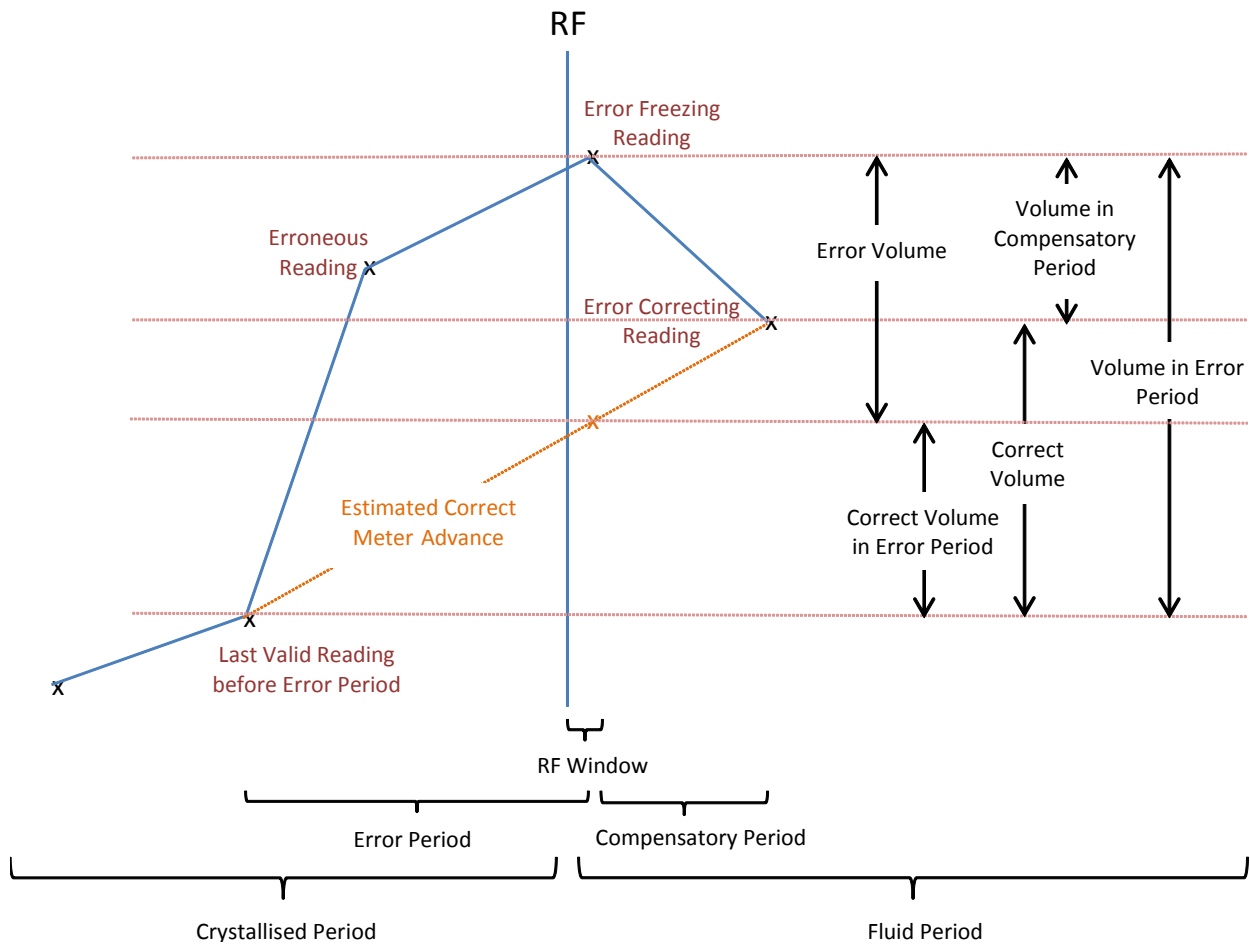 RF
Error Freezing
Reading
Erroneous
Reading
x
x
Error Volume
Volume in
Compensatory
Period
Error Correcting
Reading
x
Volume in Error
Period
x
Correct
Volume
Estimated Correct
Meter Advance
Correct Volume
in Error Period
x
Last Valid Reading
before Error Period
x
RF Window
Error Period
Compensatory Period
Crystallised Period
Fluid Period